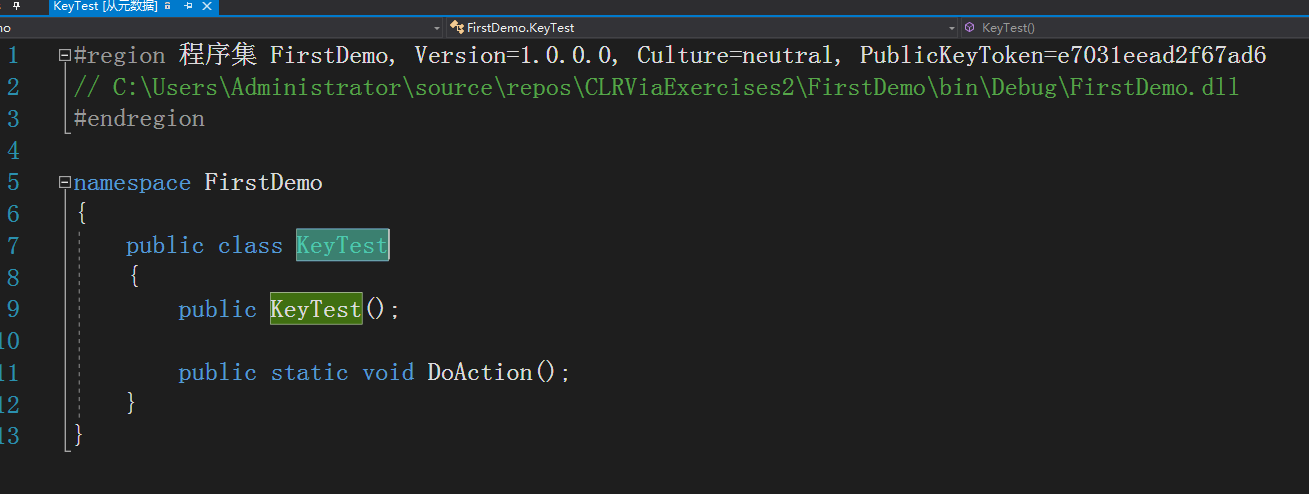 KeyTest [从元数据]
no
FirstDemo.KeyTest
KeyTest()
1 #region 程序集 FirstDemo, Version=1.0.0.0, Culture=neutral, PublicKeyToken=e7031eead2f67ad6
2 // C:\Users\Administrator\source\repos\CLRViaExercises2\FirstDemo\bin\Debug\FirstDemo.dll
3 #endregion
4
5 namespace FirstDemo
6 {
7 public class KeyTest
8 {
9 public KeyTest();
10
11 public static void DoAction();
12 }
13 }